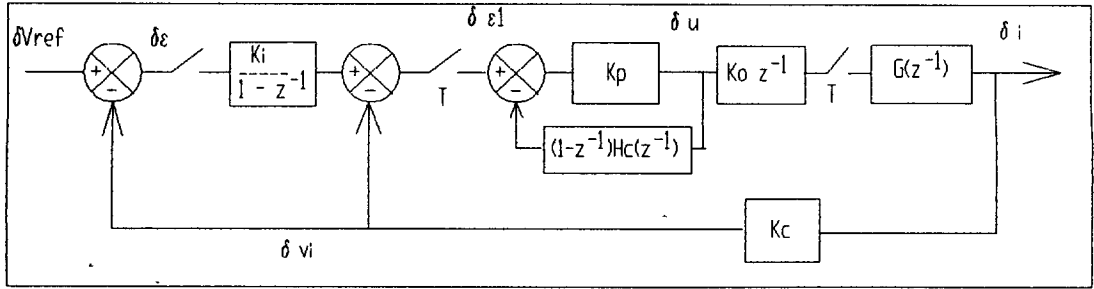 δVref
δε
Ki
1 - z⁻¹
δ ε1
T
δ u
Kp
(1-z⁻¹)Hc(z⁻¹)
Ko z⁻¹
T
G(z⁻¹)
δ i
+
-
+
-
+
-
Kc
δ vi